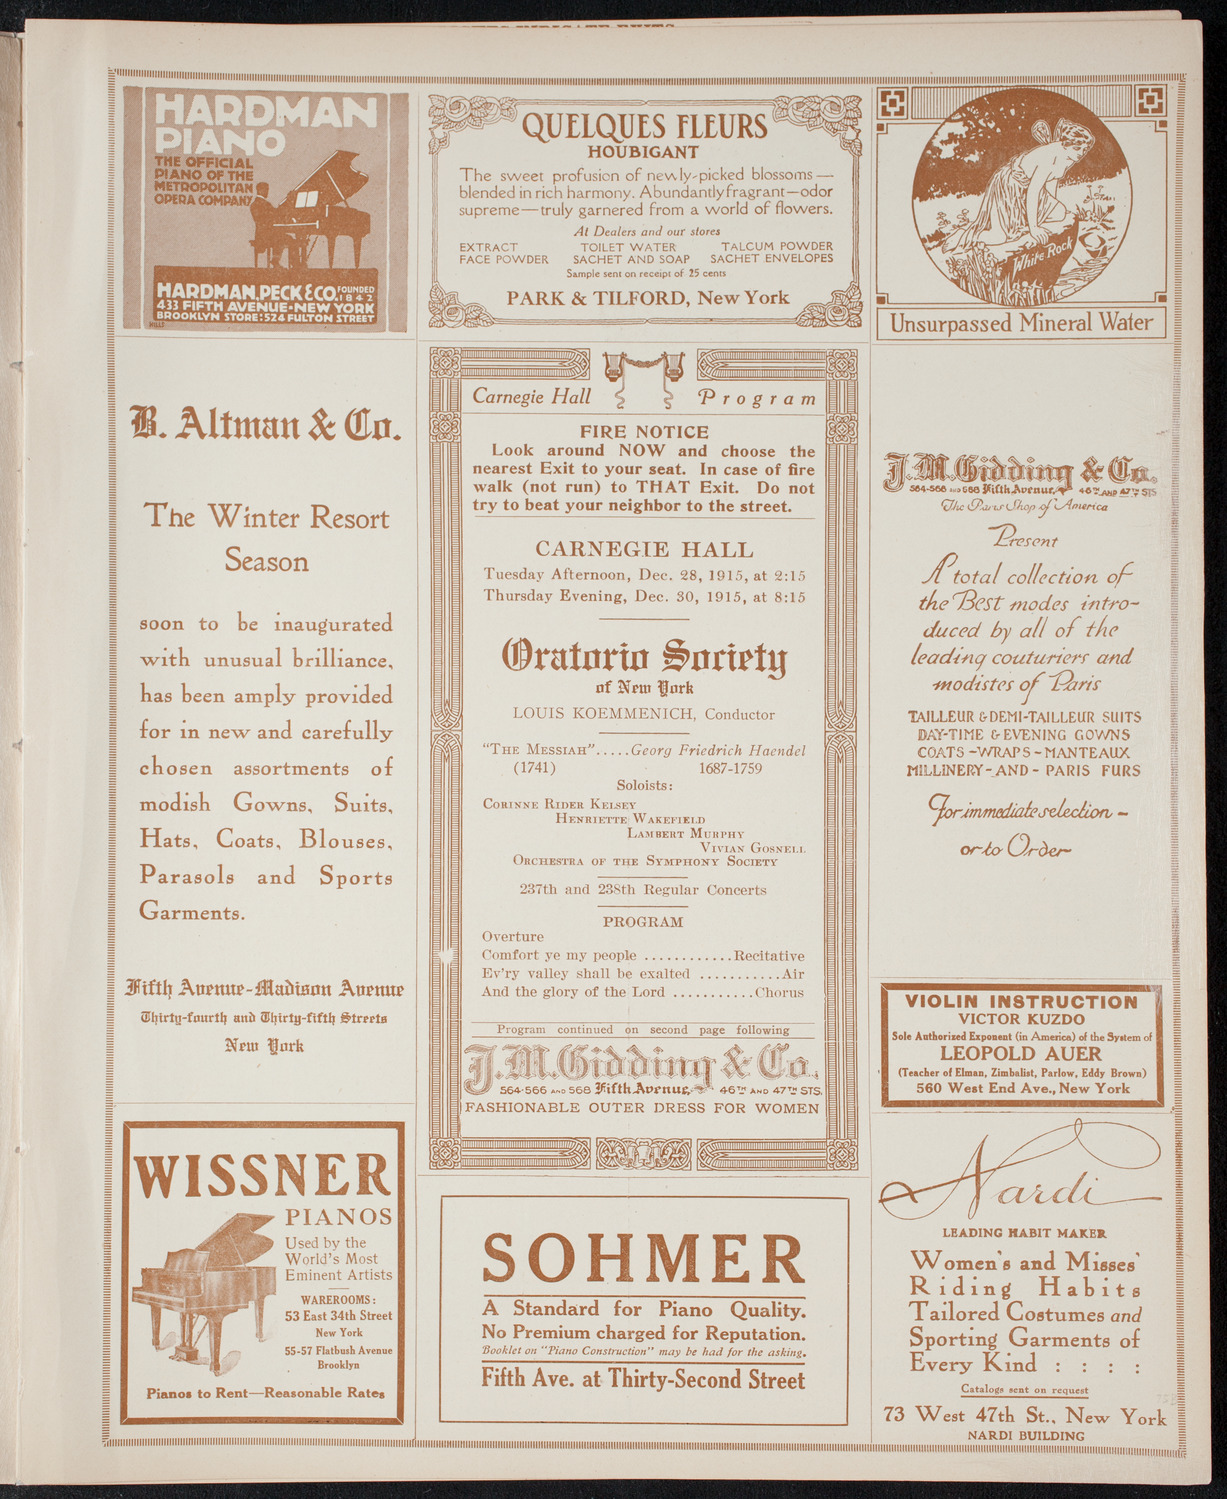 HARDMAN
PIANO
THE OFFICIAL
PIANO OF THE
METROPOLITAN
OPERA COMPANY
HARDMAN, PECK & CO. FOUNDED 1842
433 FIFTH AVENUE-NEW YORK
BROOKLYN STORE: 524 FULTON STREET
QUELQUES FLEURS
HOUBIGANT
The sweet profusion of newly-picked blossoms—
blended in rich harmony. Abundantly fragrant—odor
supreme—truly garnered from a world of flowers.
At Dealers and our stores
EXTRACT TOILET WATER TALCUM POWDER
FACE POWDER SACHET AND SOAP SACHET ENVELOPES
Sample sent on receipt of 25 cents
PARK & TILFORD, New York
White Rock
Unsurpassed Mineral Water
B. Altman & Co.
The Winter Resort
Season
soon to be inaugurated
with unusual brilliance,
has been amply provided
for in new and carefully
chosen assortments of
modish Gowns, Suits,
Hats, Coats, Blouses,
Parasols and Sports
Garments.
Fifth Avenue-Madison Avenue
Thirty-fourth and Thirty-fifth Streets
New York
WISSNER
PIANOS
Used by the
World's Most
Eminent Artists
WAREROOMS:
53 East 34th Street
New York
55-57 Flatbush Avenue
Brooklyn
Pianos to Rent—Reasonable Rates
Carnegie Hall Program
FIRE NOTICE
Look around NOW and choose the
nearest Exit to your seat. In case of fire
walk (not run) to THAT Exit. Do not
try to beat your neighbor to the street.
CARNEGIE HALL
Tuesday Afternoon, Dec. 28, 1915, at 2:15
Thursday Evening, Dec. 30, 1915, at 8:15
Oratorio Society
of New York
LOUIS KOEMMENICH, Conductor
"THE MESSIAH".....Georg Friedrich Haendel
(1741) 1687-1759
Soloists:
CORINNE RIDER KELSEY
HENRIETTE WAKEFIELD
LAMBERT MURPHY
VIVIAN GOSNELL
ORCHESTRA OF THE SYMPHONY SOCIETY
237th and 238th Regular Concerts
PROGRAM
Overture
Comfort ye my people ............Recitative
Ev'ry valley shall be exalted ...........Air
And the glory of the Lord ...........Chorus
Program continued on second page following
J.M. Gidding & Co.
564-566 AND 568 Fifth Avenue, 46TH AND 47TH STS.
FASHIONABLE OUTER DRESS FOR WOMEN
SOHMER
A Standard for Piano Quality.
No Premium charged for Reputation.
Booklet on "Piano Construction" may be had for the asking.
Fifth Ave. at Thirty-Second Street
J.M. Gidding & Co.
564-566 AND 568 Fifth Avenue, 46TH AND 47TH STS
The Paris Shop of America
Present
A total collection of
the Best modes intro-
duced by all of the
leading couturiers and
modistes of Paris
TAILLEUR & DEMI-TAILLEUR SUITS
DAY-TIME & EVENING GOWNS
COATS-WRAPS-MANTEAUX
MILLINERY-AND-PARIS FURS
For immediate selection -
or to Order
VIOLIN INSTRUCTION
VICTOR KUZDO
Sole Authorized Exponent (in America) of the System of
LEOPOLD AUER
(Teacher of Elman, Zimbalist, Parlow, Eddy Brown)
560 West End Ave., New York
Nardi
LEADING HABIT MAKER
Women's and Misses'
Riding Habits
Tailored Costumes and
Sporting Garments of
Every Kind : : : :
Catalogs sent on request
73 West 47th St., New York
NARDI BUILDING